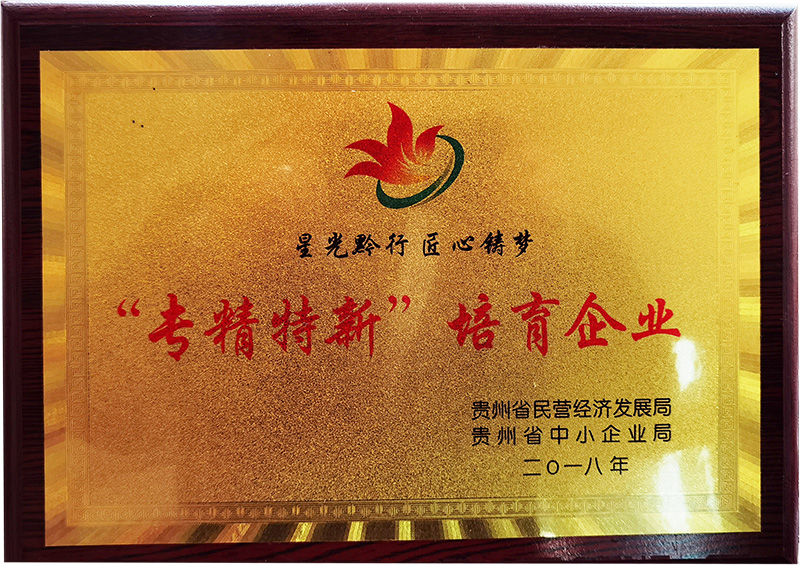 星光黔行 匠心铸梦
“专精特新”培育企业
贵州省民营经济发展局
贵州省中小企业局
二〇一八年